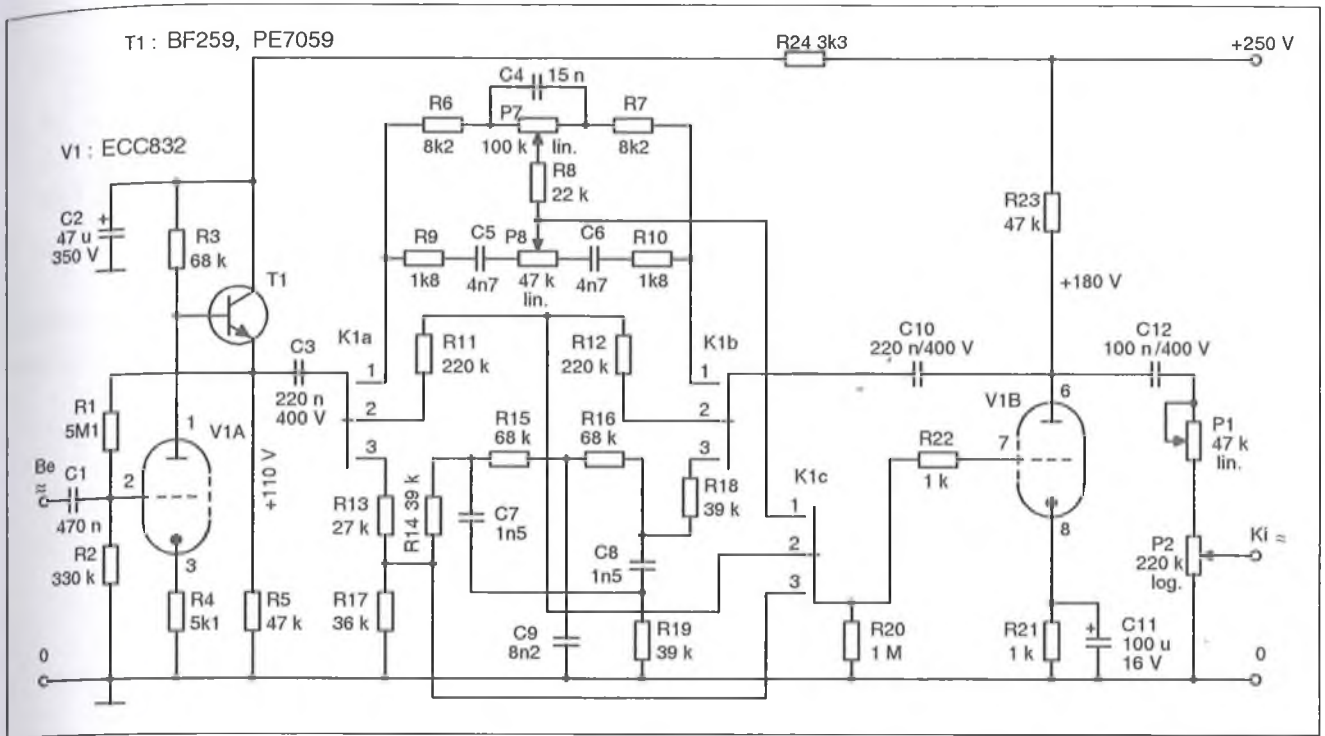 T1 : BF259, PE7059
R24 3k3
+250 V
C4
15 n
R6
8k2
P7
100 k
lin.
R7
8k2
V1 : ECC832
R8
22 k
C2
+
47 u
350 V
R3
68 k
T1
R9
1k8
C5
4n7
P8
47 k
lin.
C6
4n7
R10
1k8
R23
47 k
+180 V
C3
220 n
400 V
K1a
1
2
3
R11
220 k
R12
220 k
K1b
1
2
3
C10
220 n/400 V
C12
100 n/400 V
R1
5M1
1
V1A
2
3
Be
≈
C1
470 n
+110 V
R15
68 k
R16
68 k
V1B
6
7
8
R22
1 k
P1
47 k
lin.
R13
27 k
R14 39 k
C7
1n5
R18
39 k
K1c
1
2
3
C8
1n5
Ki ≈
P2
220 k
log.
R2
330 k
R4
5k1
R5
47 k
R17
36 k
C9
8n2
R19
39 k
R20
1 M
R21
1 k
+
C11
100 u
16 V
0
0